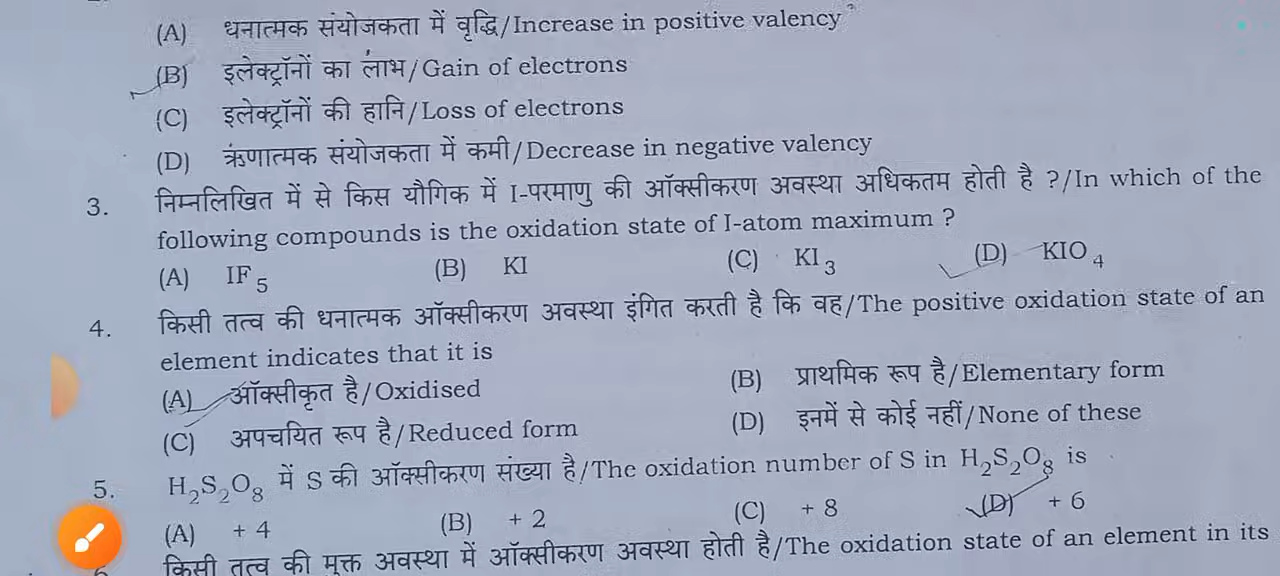 (A) धनात्मक संयोजकता में वृद्धि/Increase in positive valency
(B) इलेक्ट्रॉनों का लाभ/Gain of electrons
(C) इलेक्ट्रॉनों की हानि/Loss of electrons
(D) ऋणात्मक संयोजकता में कमी/Decrease in negative valency
3. निम्नलिखित में से किस यौगिक में I-परमाणु की ऑक्सीकरण अवस्था अधिकतम होती है ?/In which of the
following compounds is the oxidation state of I-atom maximum ?
(A) IF₅ (B) KI (C) KI₃ (D) KIO₄
4. किसी तत्व की धनात्मक ऑक्सीकरण अवस्था इंगित करती है कि वह/The positive oxidation state of an
element indicates that it is
(A) ऑक्सीकृत है/Oxidised (B) प्राथमिक रूप है/Elementary form
(C) अपचयित रूप है/Reduced form (D) इनमें से कोई नहीं/None of these
5. H₂S₂O₈ में S की ऑक्सीकरण संख्या है/The oxidation number of S in H₂S₂O₈ is
(A) + 4 (B) + 2 (C) + 8 (D) + 6
किसी तत्व की मुक्त अवस्था में ऑक्सीकरण अवस्था होती है/The oxidation state of an element in its